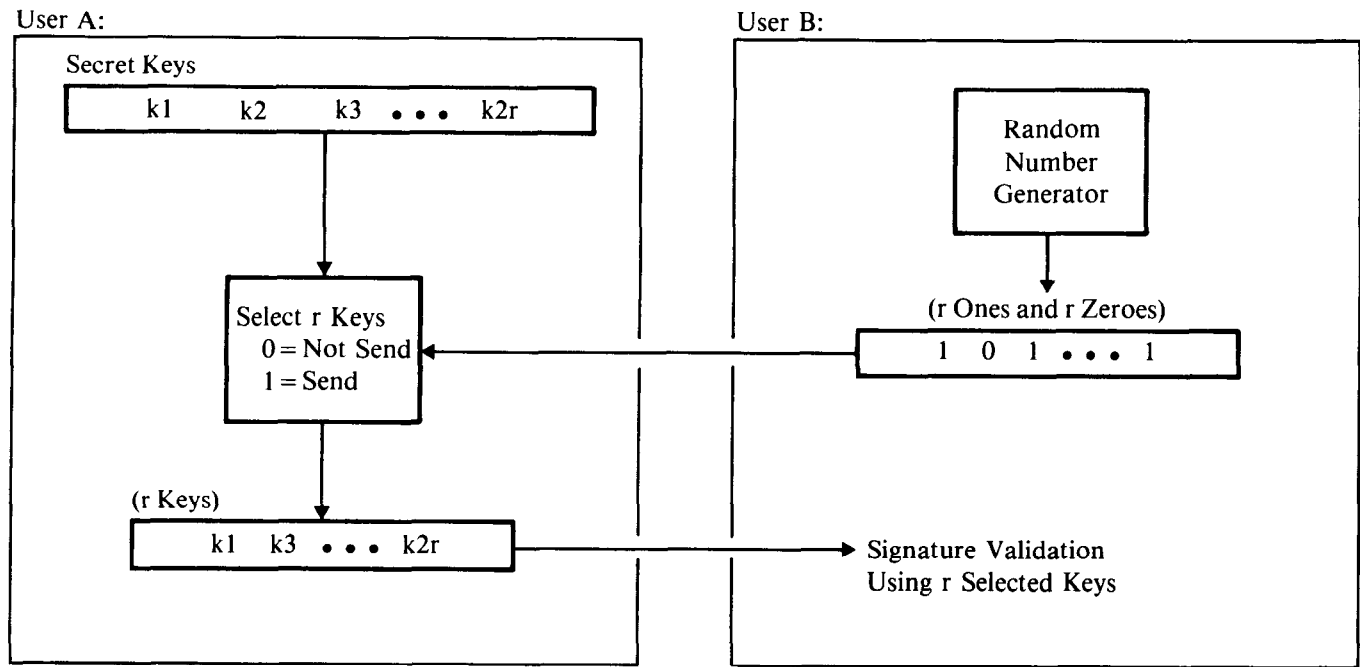 User A:
Secret Keys
k1 k2 k3 • • • k2r
Select r Keys
0 = Not Send
1 = Send
(r Keys)
k1 k3 • • • k2r
User B:
Random
Number
Generator
(r Ones and r Zeroes)
1 0 1 • • • 1
Signature Validation
Using r Selected Keys